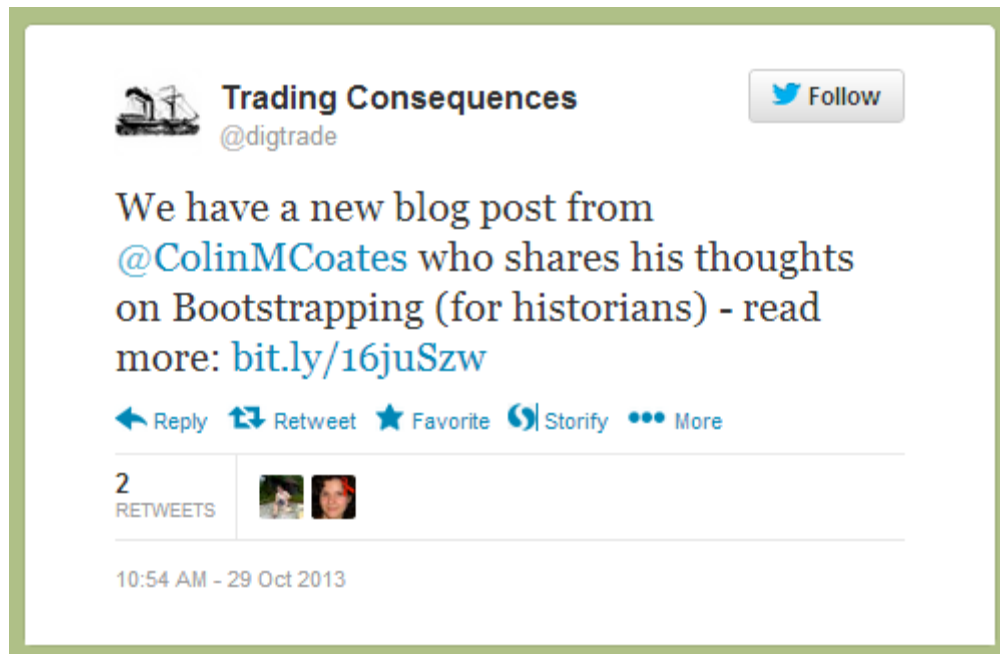 Trading Consequences
Follow
@digtrade
We have a new blog post from
@ColinMCoates who shares his thoughts
on Bootstrapping (for historians) - read
more: bit.ly/16juSzw
Reply Retweet Favorite Storify More
2
RETWEETS
10:54 AM - 29 Oct 2013